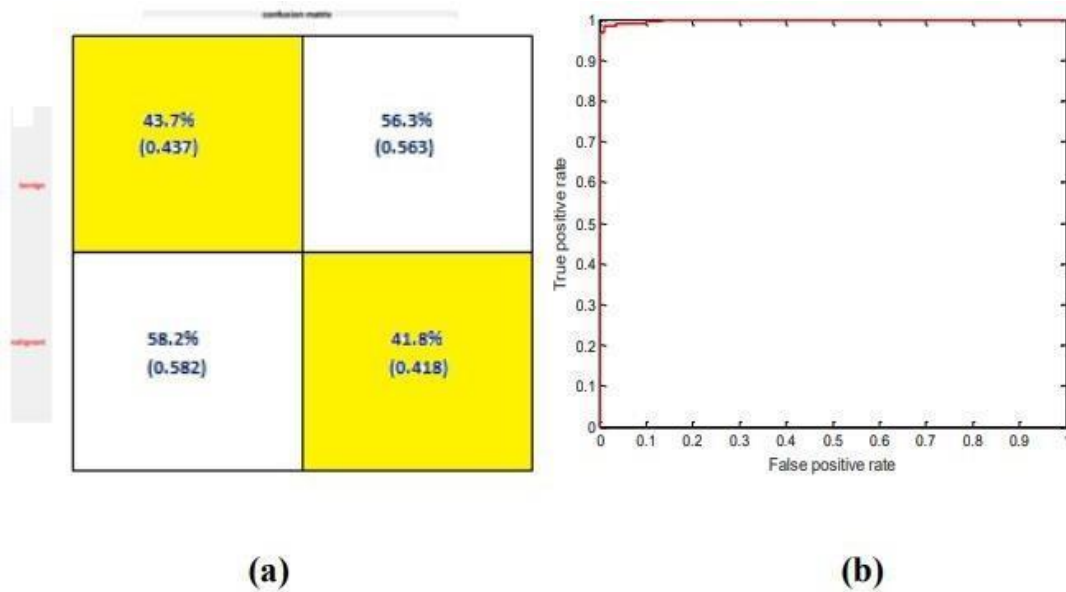 confusion matrix
benign
malignant
43.7%
(0.437)
56.3%
(0.563)
58.2%
(0.582)
41.8%
(0.418)
True positive rate
1
0.9
0.8
0.7
0.6
0.5
0.4
0.3
0.2
0.1
0
0 0.1 0.2 0.3 0.4 0.5 0.6 0.7 0.8 0.9
False positive rate
(a)
(b)